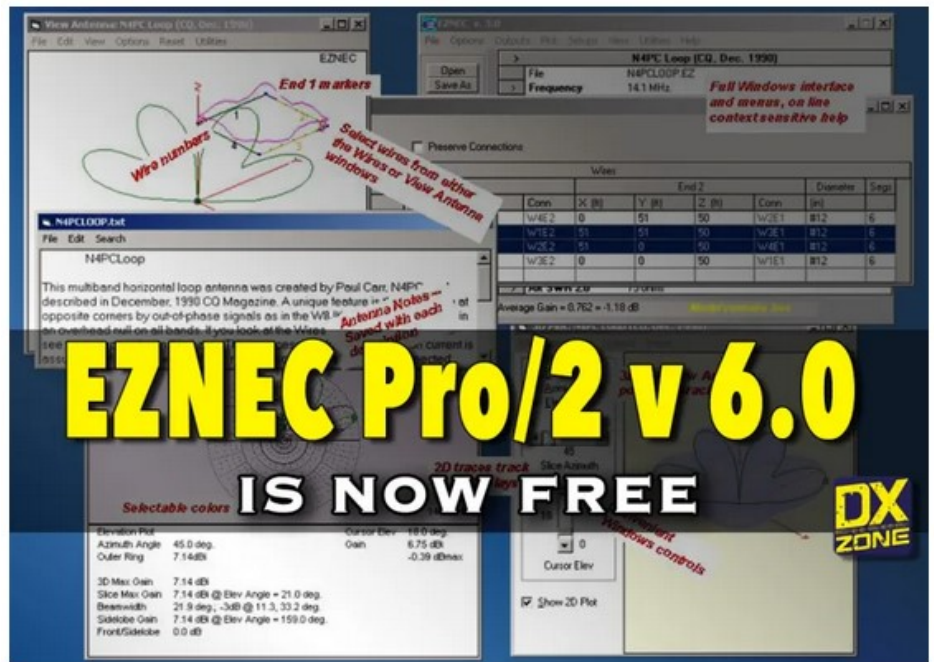 View Antenna: N4PC Loop (CQ, Dec. 1990)
File Edit View Options Reset Utilities
EZNEC
End 1 markers
Wire numbers
Select wires from either
the Wires or View Antenna
windows
EZNEC v. 3.0
File Options Outputs Plot Setups View Utilities Help
N4PC Loop (CQ, Dec. 1990)
Open
Save As
File N4PCLOOP.EZ
Frequency 14.1 MHz
Full Windows interface
and menus, on line
context sensitive help
Preserve Connections
Wires
End 2 Diameter Segs
Conn X (ft) Y (ft) Z (ft) Conn (in)
W4E2 0 51 50 W2E1 #12 6
W1E2 51 51 50 W3E1 #12 6
W2E2 51 0 50 W4E1 #12 6
W3E2 0 0 50 W1E1 #12 6
Average Gain = 0.762 = -1.18 dB
N4PCLOOP.txt
File Edit Search
N4PCLoop
This multiband horizontal loop antenna was created by Paul Carr, N4PC
described in December, 1990 CQ Magazine. A unique feature is
at
opposite corners by out-of-phase signals as in the W8
in
an overhead null on all bands. If you look at the Wires
see
current is
Antenna Notes --
Saved with each
EZNEC Pro/2 v 6.0
IS NOW FREE
DX
ZONE
2D traces track
Selectable colors
Slice Azimuth
45
Windows controls
0
Cursor Elev
Show 2D Plot
Elevation Plot
Azimuth Angle 45.0 deg.
Outer Ring 7.14dBi
Cursor Elev 18.0 deg.
Gain 6.75 dBi
-0.39 dBmax
3D Max Gain 7.14 dBi
Slice Max Gain 7.14 dBi @ Elev Angle = 21.0 deg.
Beamwidth 21.9 deg.; -3dB @ 11.3, 33.2 deg.
Sidelobe Gain 7.14 dBi @ Elev Angle = 159.0 deg.
Front/Sidelobe 0.0 dB